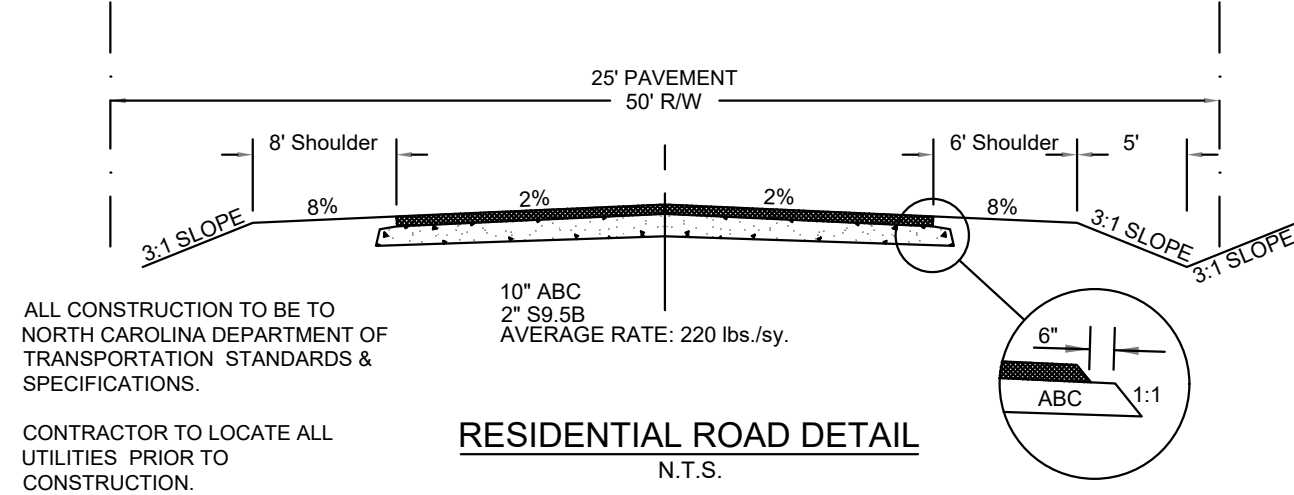 25' PAVEMENT
50' R/W
8' Shoulder
6' Shoulder
5'
3:1 SLOPE
8%
2%
2%
8%
3:1 SLOPE
3:1 SLOPE
10" ABC
2" S9.5B
AVERAGE RATE: 220 lbs./sy.
ALL CONSTRUCTION TO BE TO
NORTH CAROLINA DEPARTMENT OF
TRANSPORTATION STANDARDS &
SPECIFICATIONS.
CONTRACTOR TO LOCATE ALL
UTILITIES PRIOR TO
CONSTRUCTION.
6"
ABC
1:1
RESIDENTIAL ROAD DETAIL
N.T.S.